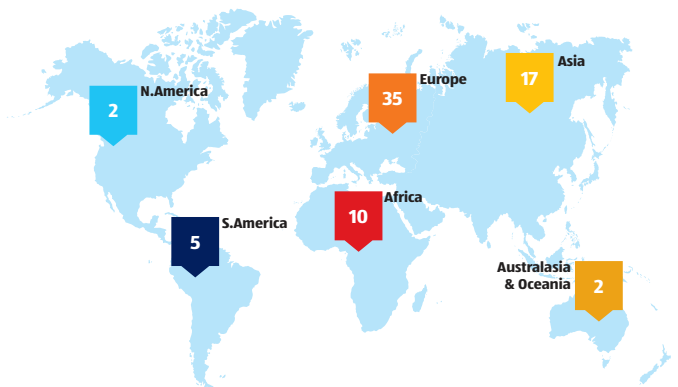 Asia
17
Europe
35
N.America
2
Africa
10
S.America
5
Australasia
& Oceania
2